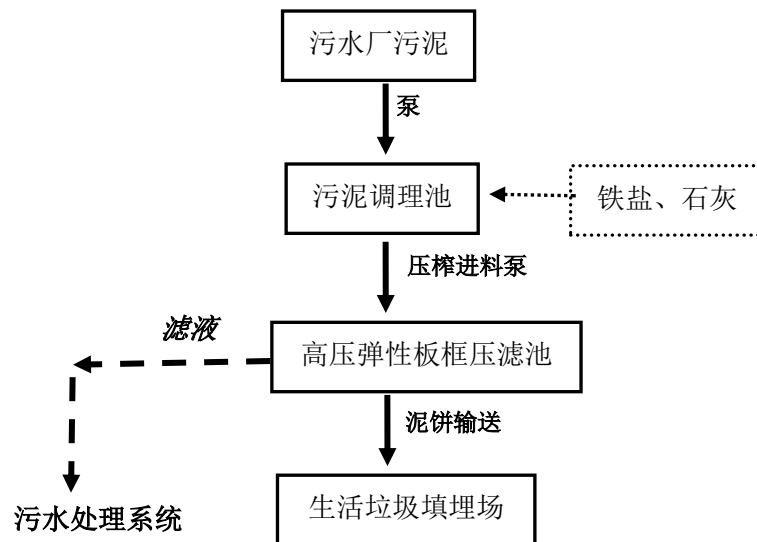 污水厂污泥
泵
污泥调理池
铁盐、石灰
压榨进料泵
滤液
高压弹性板框压滤池
泥饼输送
生活垃圾填埋场
污水处理系统